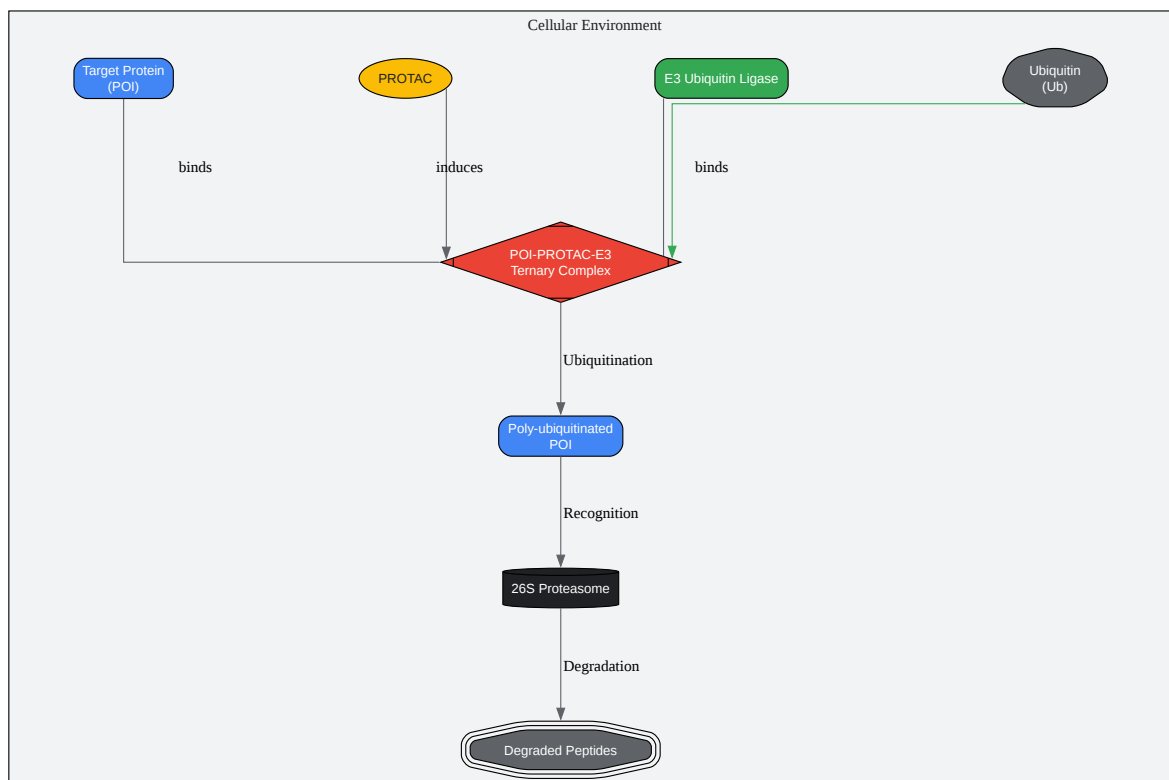 Cellular Environment
Target Protein
(POI)
PROTAC
E3 Ubiquitin Ligase
Ubiquitin
(Ub)
binds
induces
binds
POI-PROTAC-E3
Ternary Complex
Ubiquitination
Poly-ubiquitinated
POI
Recognition
26S Proteasome
Degradation
Degraded Peptides